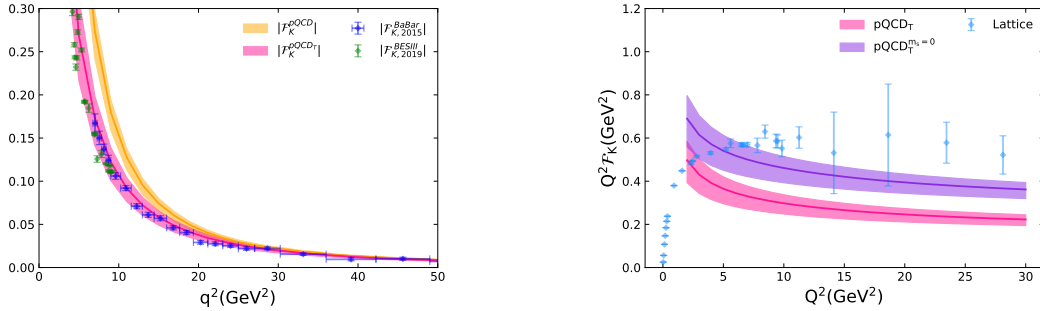 0.30
0.25
0.20
0.15
0.10
0.05
0.00
0 10 20 30 40 50
q²(GeV²)
|ℱ_K^{pQCD}| |ℱ_{K,2015}^{BaBar}|
|ℱ_K^{pQCD_T}| |ℱ_{K,2019}^{BESIII}|
1.2
1.0
0.8
0.6
0.4
0.2
0.0
0 5 10 15 20 25 30
Q²(GeV²)
Q²ℱ_K(GeV²)
pQCD_T Lattice
pQCD_T^{m_s=0}